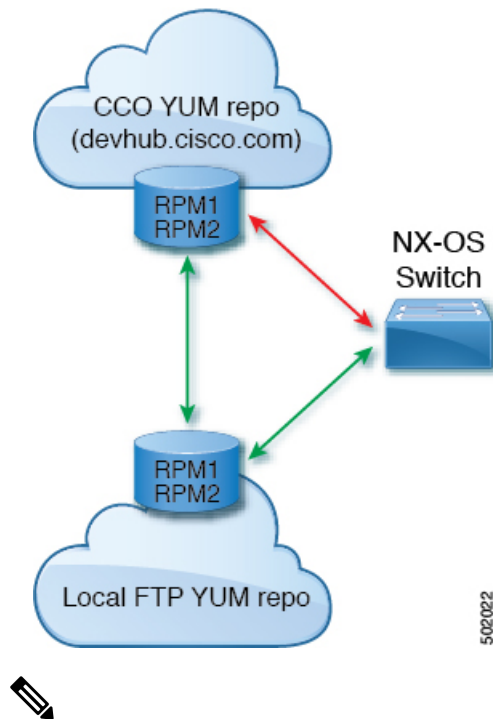 CCO YUM repo
(devhub.cisco.com)
RPM1
RPM2
NX-OS
Switch
RPM1
RPM2
Local FTP YUM repo
502022